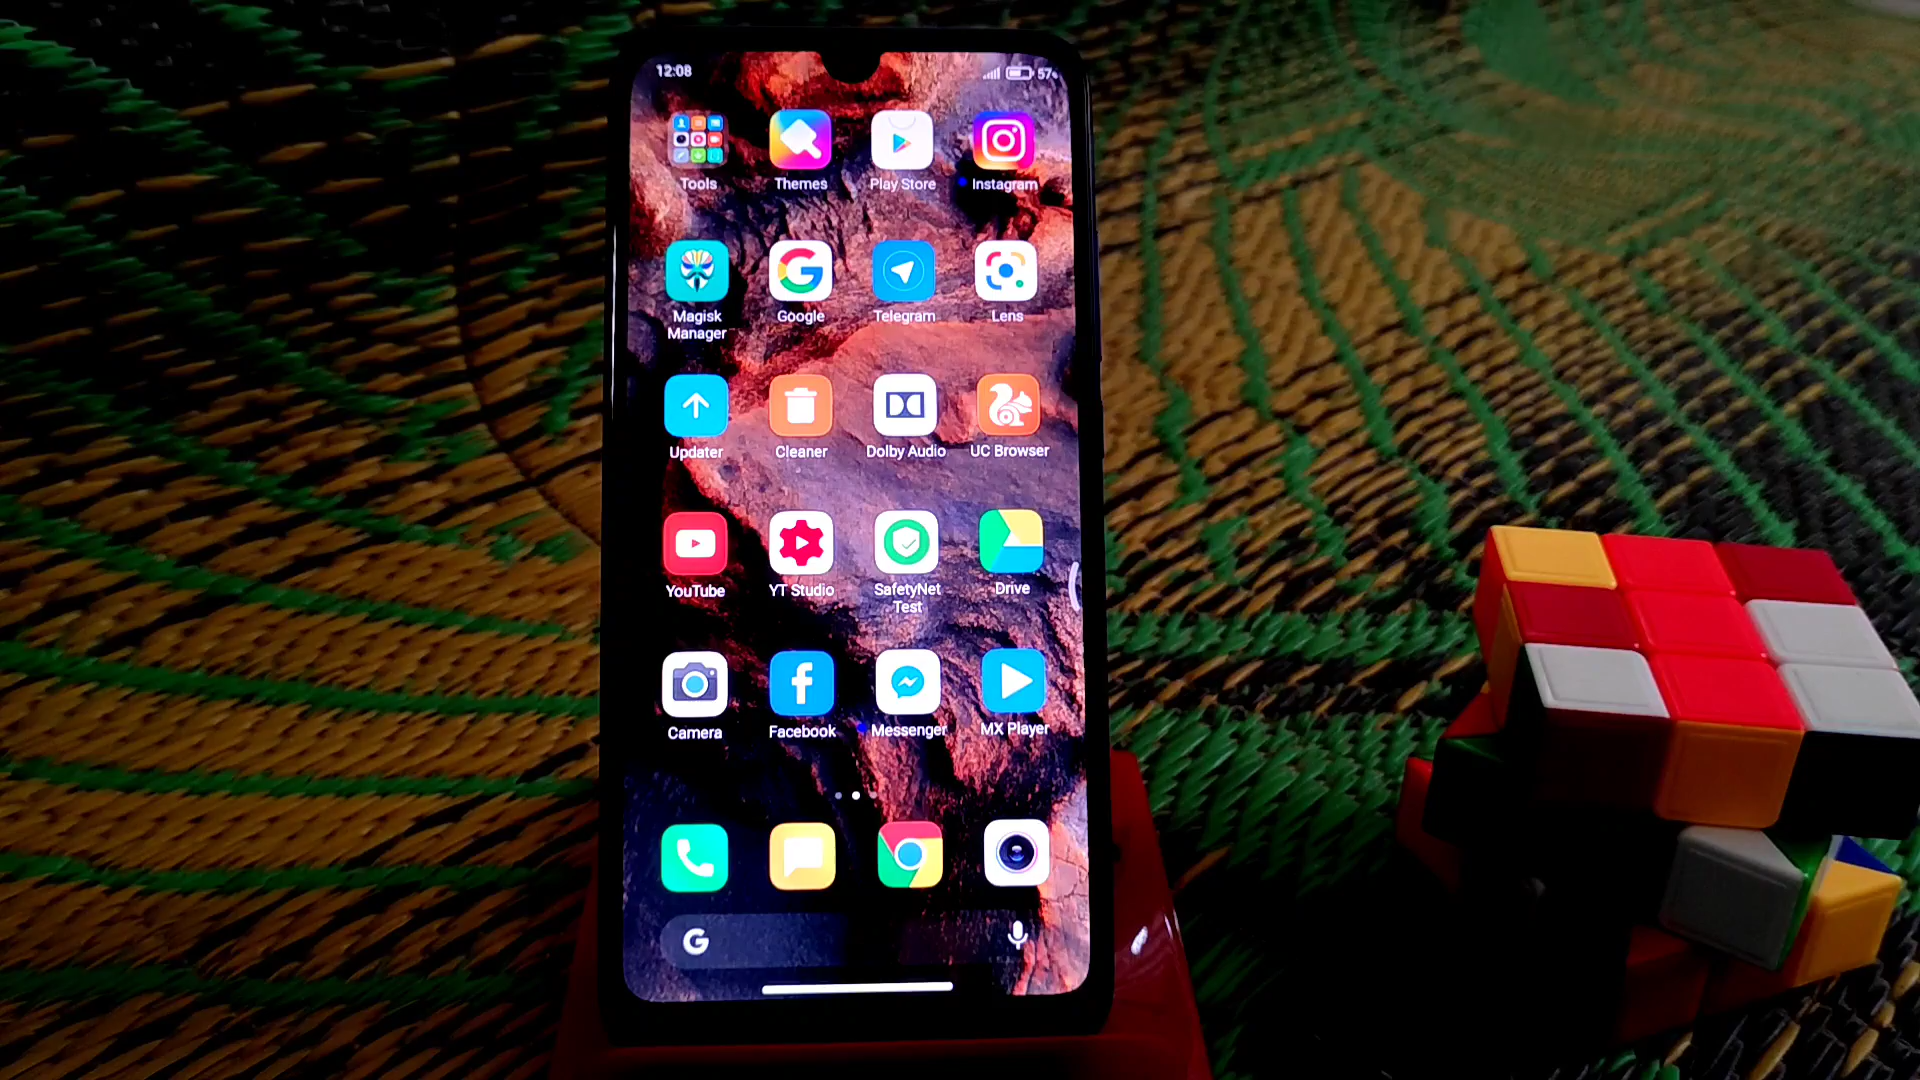 12:08
57
Tools
Themes
Play Store
Instagram
Magisk
Manager
Google
Telegram
Lens
Updater
Cleaner
Dolby Audio
UC Browser
YouTube
YT Studio
SafetyNet
Test
Drive
Camera
Facebook
Messenger
MX Player